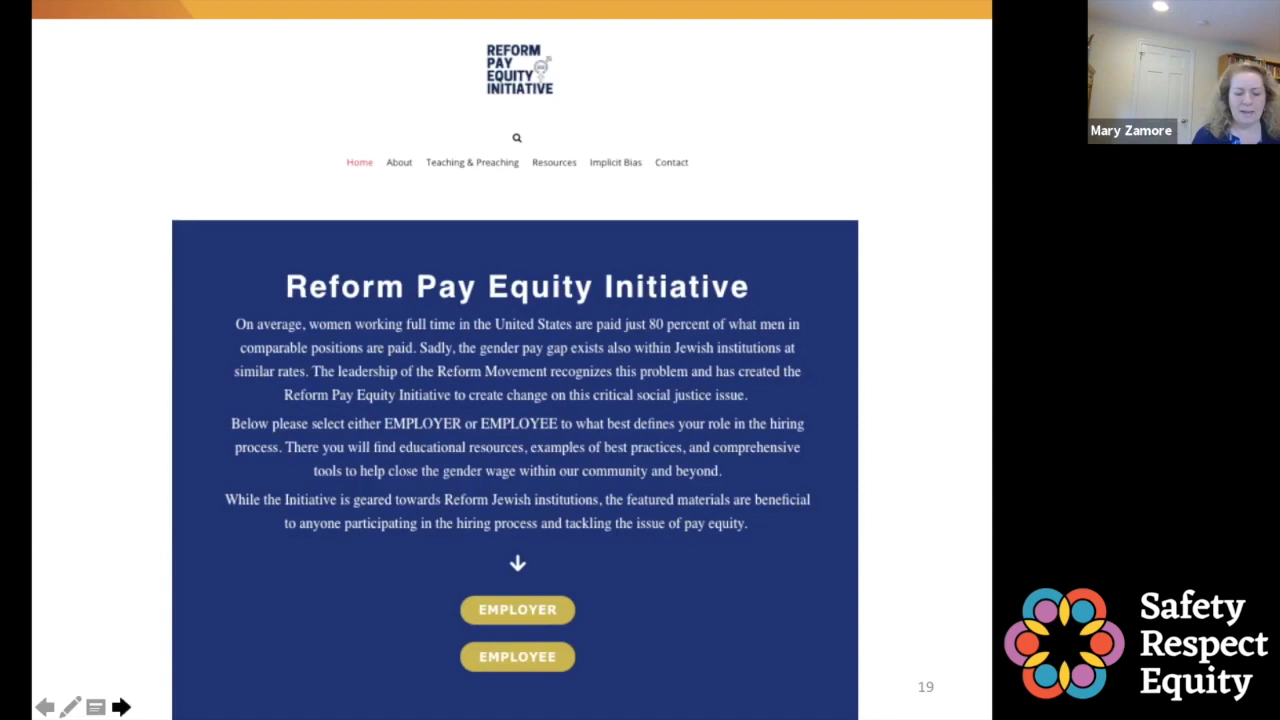 REFORM
PAY
EQUITY
INITIATIVE
Mary Zamore
Home About Teaching & Preaching Resources Implicit Bias Contact
Reform Pay Equity Initiative
On average, women working full time in the United States are paid just 80 percent of what men in
comparable positions are paid. Sadly, the gender pay gap exists also within Jewish institutions at
similar rates. The leadership of the Reform Movement recognizes this problem and has created the
Reform Pay Equity Initiative to create change on this critical social justice issue.
Below please select either EMPLOYER or EMPLOYEE to what best defines your role in the hiring
process. There you will find educational resources, examples of best practices, and comprehensive
tools to help close the gender wage within our community and beyond.
While the Initiative is geared towards Reform Jewish institutions, the featured materials are beneficial
to anyone participating in the hiring process and tackling the issue of pay equity.
EMPLOYER
EMPLOYEE
19
Safety
Respect
Equity